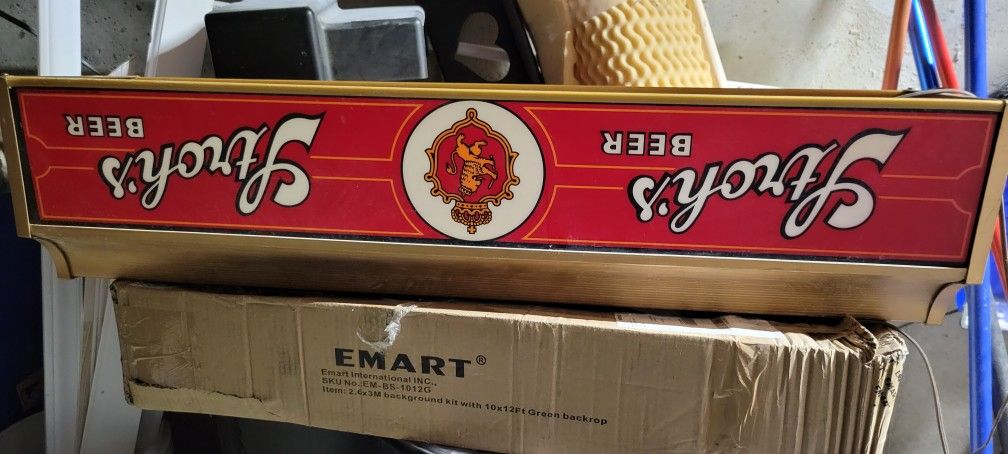 Stroh's
BEER
Stroh's
BEER
EMART®
Emart International INC.,
SKU No.:EM-BS-1012G
Item: 2.6x3M background kit with 10x12Ft Green backrop